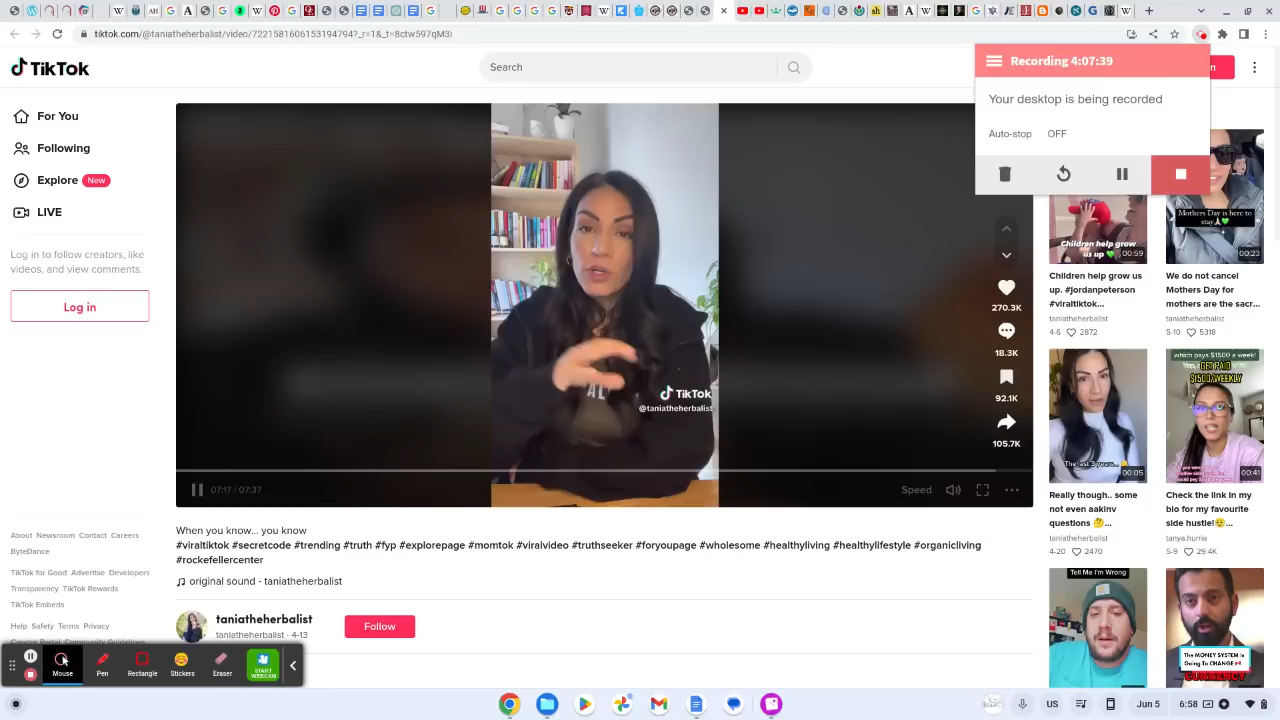 tiktok.com/@taniatheherbalist/video/7221581606153194794?_r=1&_t=8ctw597qM3i
TikTok
Search
Recording 4:07:39
Your desktop is being recorded
Auto-stop OFF
For You
Following
Explore New
LIVE
Log in to follow creators, like
videos, and view comments.
Log in
About Newsroom Contact Careers
ByteDance
TikTok for Good Advertise Developers
Transparency TikTok Rewards
TikTok Embeds
Help Safety Terms Privacy
Creator Portal Community Guidelines
TikTok
@taniatheherbalist
270.3K
18.3K
92.1K
105.7K
07:17 / 07:37
Speed
When you know... you know
#viraltiktok #secretcode #trending #truth #fyp #explorepage #momtok #viralvideo #truthseeker #foryoupage #wholesome #healthyliving #healthylifestyle #organicliving
#rockefellercenter
original sound - taniatheherbalist
taniatheherbalist
taniatheherbalist · 4-13
Follow
Children help grow
us up
00:59
Children help grow us
up. #jordanpeterson
#viraltiktok...
taniatheherbalist
4-6 2872
Mothers Day is here to
stay
00:23
We do not cancel
Mothers Day for
mothers are the sacr...
taniatheherbalist
5-10 5318
The last 3 years...
00:05
Really though.. some
not even aakinv
questions ...
taniatheherbalist
4-20 2470
which pays $1500 a week!
GET PAID
$1500/WEEKLY
00:41
Check the link in my
bio for my favourite
side hustle!...
tanya.hurria
5-9 29.4K
Tell Me I'm Wrong
The MONEY SYSTEM is
Going To CHANGE
CURRENCY
Mouse
Pen
Rectangle
Stickers
Eraser
START
WEBCAM
US
Jun 5
6:58